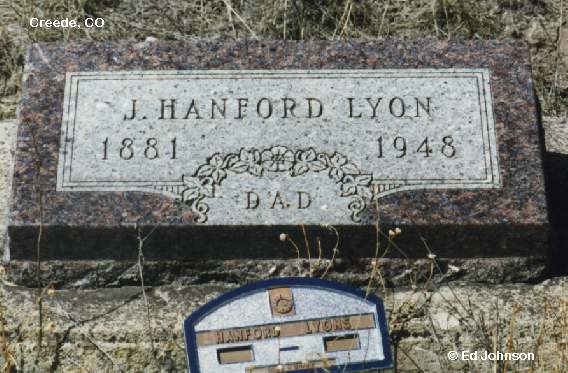 Creede, CO
J. HANFORD LYON
1881 1948
DAD
HANFORD LYONS
© Ed Johnson